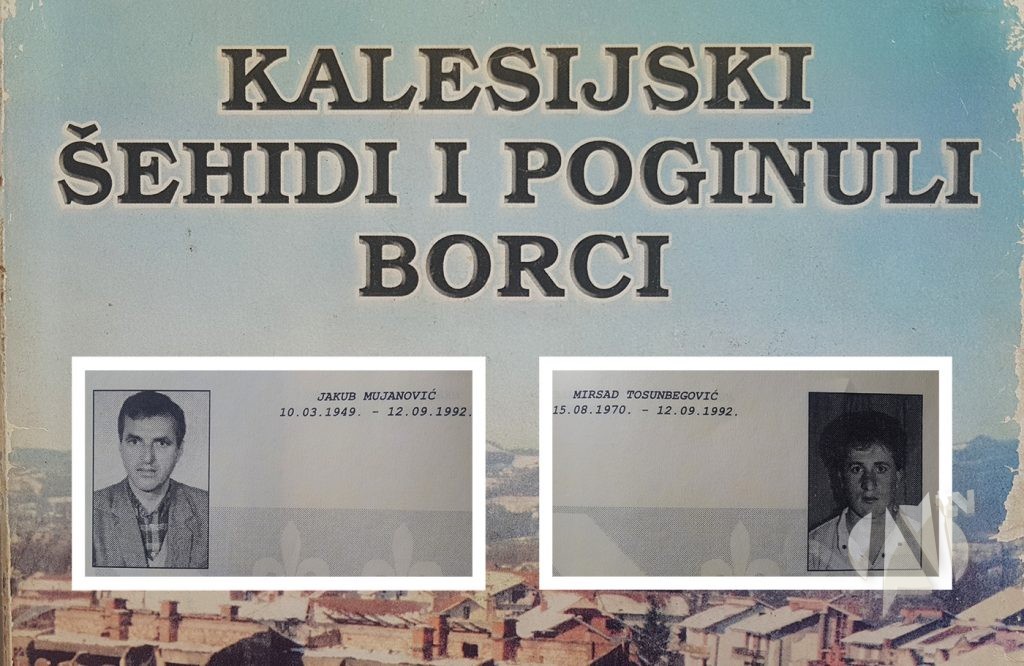 KALESIJSKI
ŠEHIDI I POGINULI
BORCI
JAKUB MUJANOVIĆ
10.03.1949. - 12.09.1992.
MIRSAD TOSUNBEGOVIĆ
15.08.1970. - 12.09.1992.